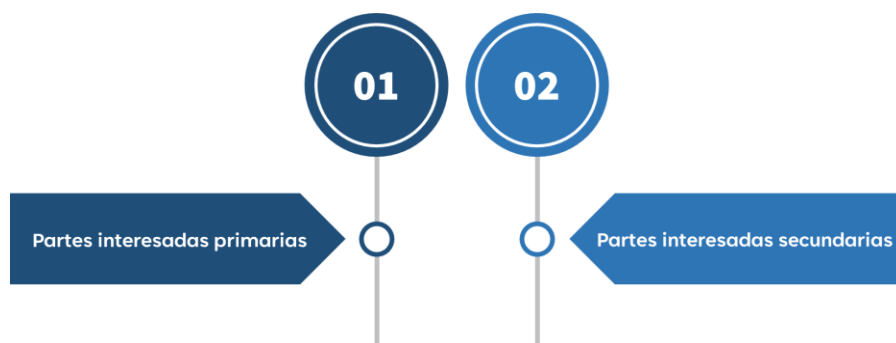 01
02
Partes interesadas primarias
Partes interesadas secundarias